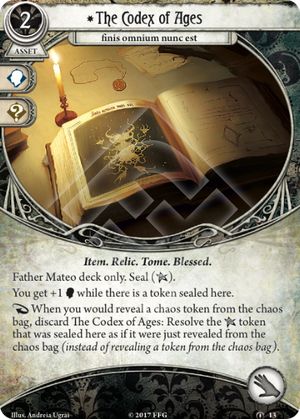 2
The Codex of Ages
finis omnium nunc est
ASSET
Item. Relic. Tome. Blessed.
Father Mateo deck only. Seal ( ).
You get +1 while there is a token sealed here.
When you would reveal a chaos token from the chaos
bag, discard The Codex of Ages: Resolve the token
that was sealed here as if it were just revealed from the
chaos bag (instead of revealing a token from the chaos bag).
Illus. Andreia Ugrai
© 2017 FFG
13